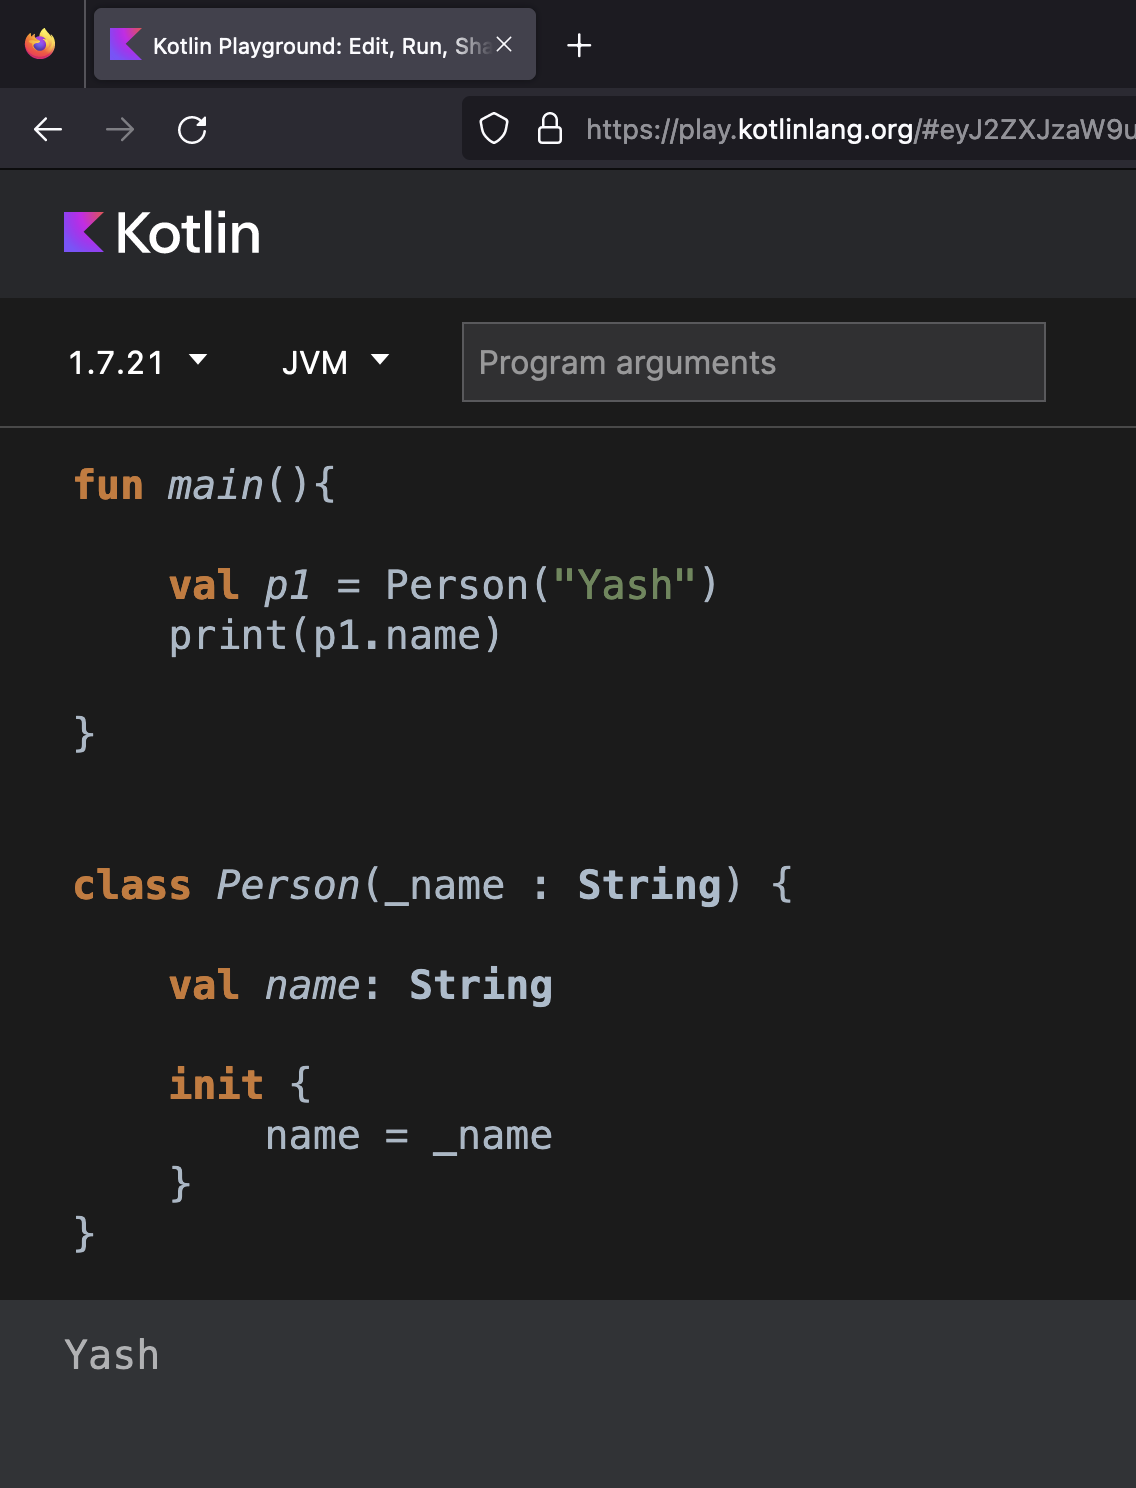 Kotlin Playground: Edit, Run, Sha
https://play.kotlinlang.org/#eyJ2ZXJzaW9u
Kotlin
1.7.21 JVM Program arguments
fun main(){
val p1 = Person("Yash")
print(p1.name)
}
class Person(_name : String) {
val name: String
init {
name = _name
}
}
Yash